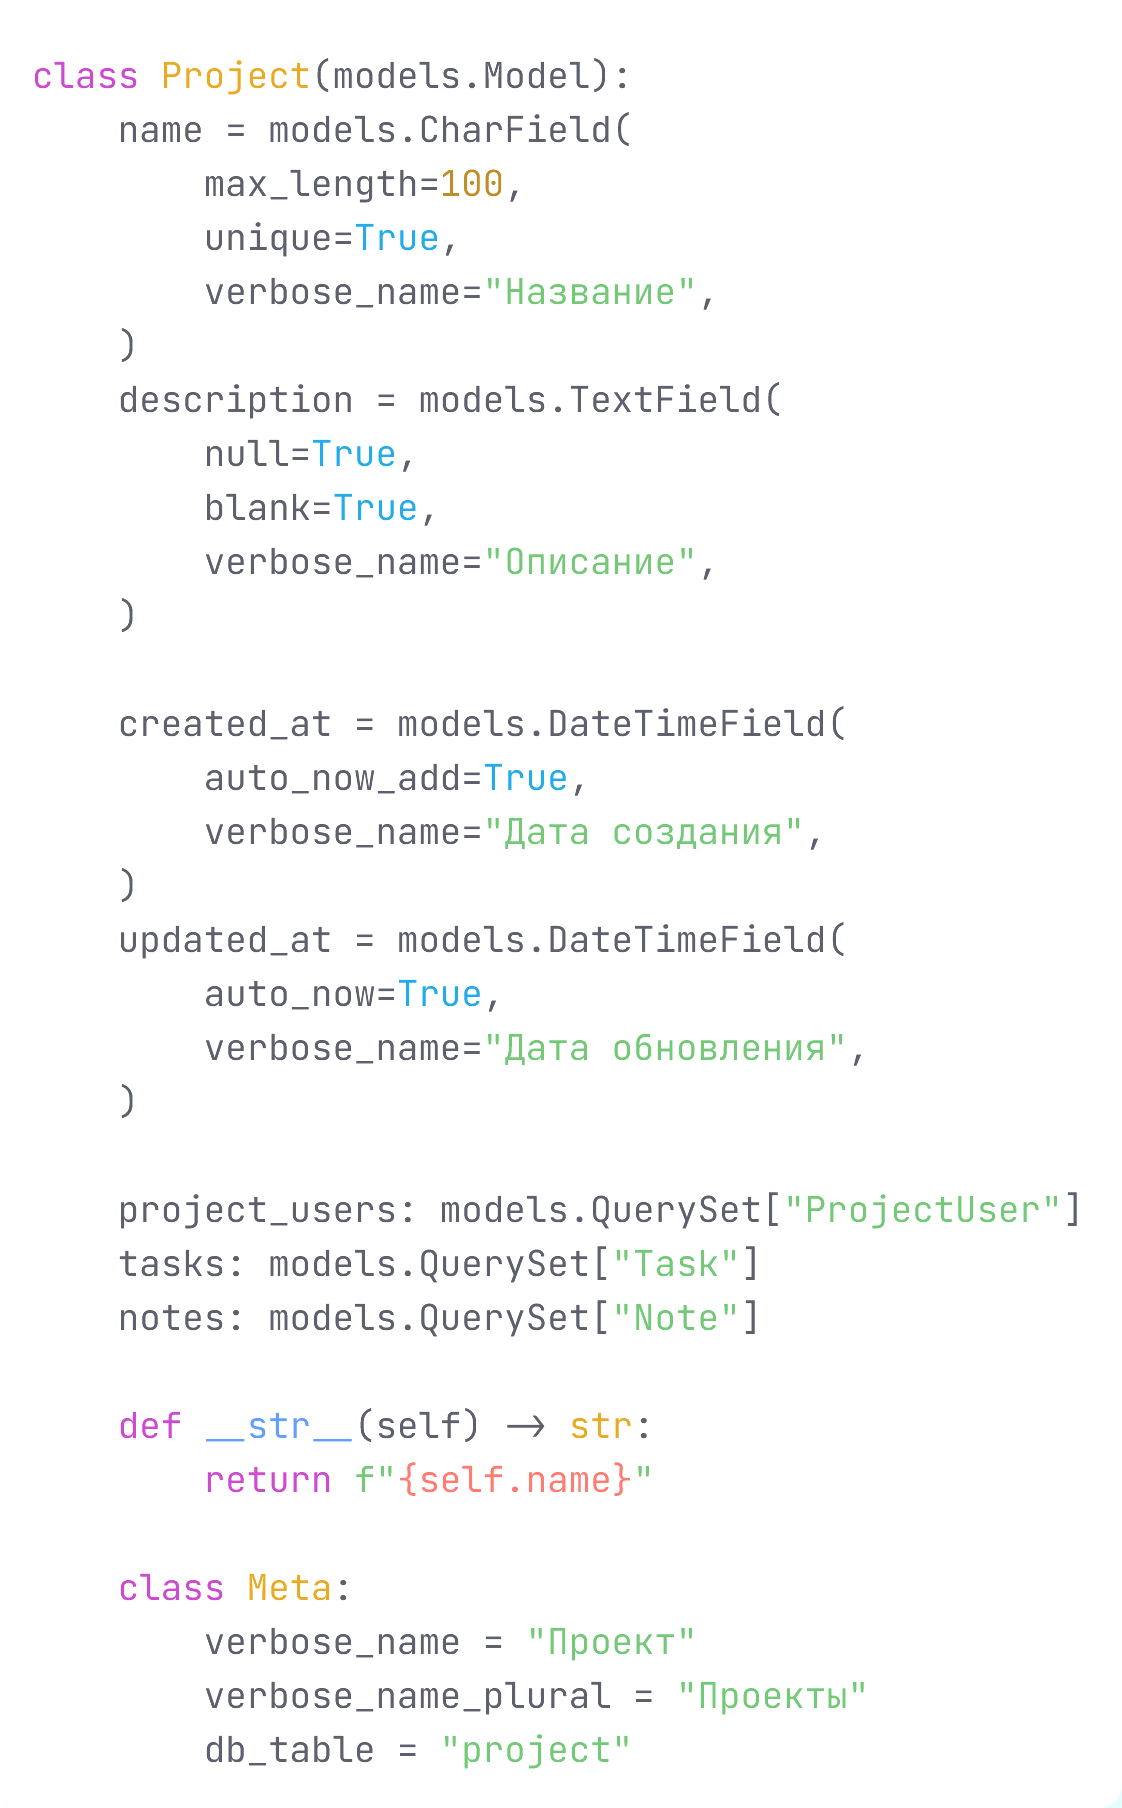 class Project(models.Model):
    name = models.CharField(
        max_length=100,
        unique=True,
        verbose_name="Название",
    )
    description = models.TextField(
        null=True,
        blank=True,
        verbose_name="Описание",
    )

    created_at = models.DateTimeField(
        auto_now_add=True,
        verbose_name="Дата создания",
    )
    updated_at = models.DateTimeField(
        auto_now=True,
        verbose_name="Дата обновления",
    )

    project_users: models.QuerySet["ProjectUser"]
    tasks: models.QuerySet["Task"]
    notes: models.QuerySet["Note"]

    def __str__(self) -> str:
        return f"{self.name}"

    class Meta:
        verbose_name = "Проект"
        verbose_name_plural = "Проекты"
        db_table = "project"